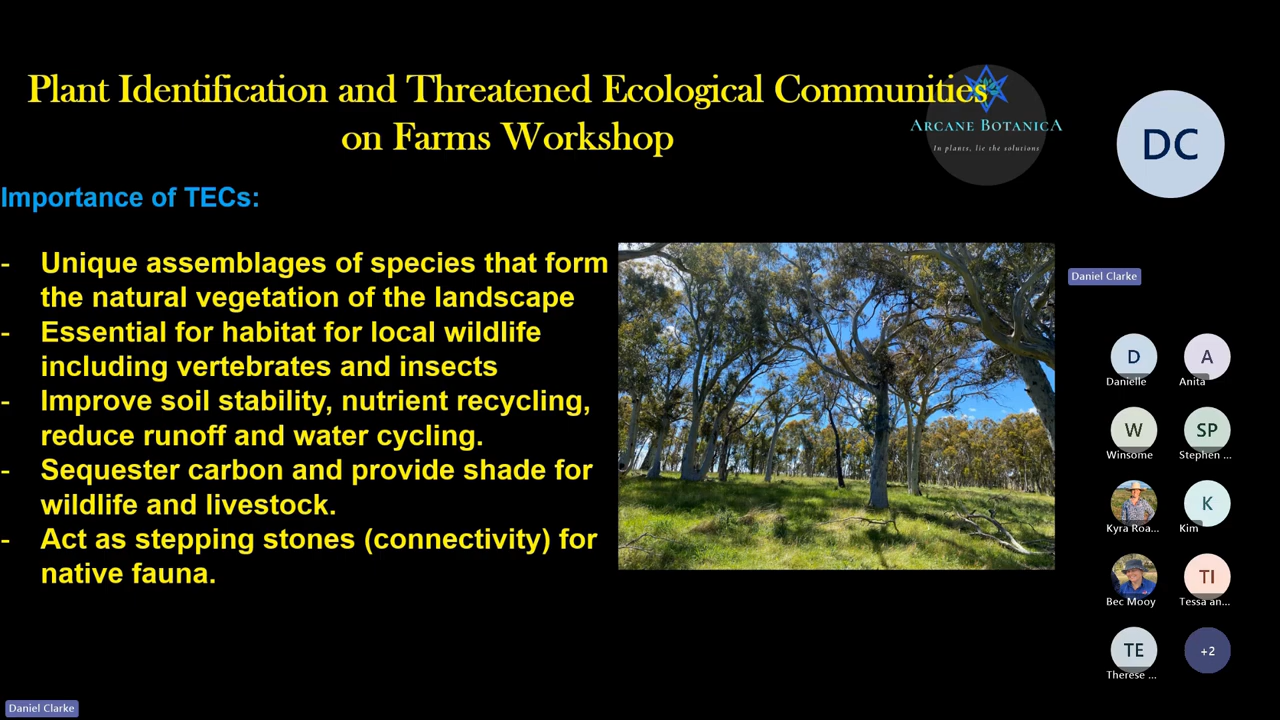 Plant Identification and Threatened Ecological Communities
on Farms Workshop
ARCANE BOTANICA
In plants, lie the solutions
DC
Importance of TECs:
- Unique assemblages of species that form
the natural vegetation of the landscape
- Essential for habitat for local wildlife
including vertebrates and insects
- Improve soil stability, nutrient recycling,
reduce runoff and water cycling.
- Sequester carbon and provide shade for
wildlife and livestock.
- Act as stepping stones (connectivity) for
native fauna.
Daniel Clarke
D A
Danielle Anita
W SP
Winsome Stephen ...
K
Kyra Roa... Kim
TI
Bec Mooy Tessa an...
TE +2
Therese ...
Daniel Clarke